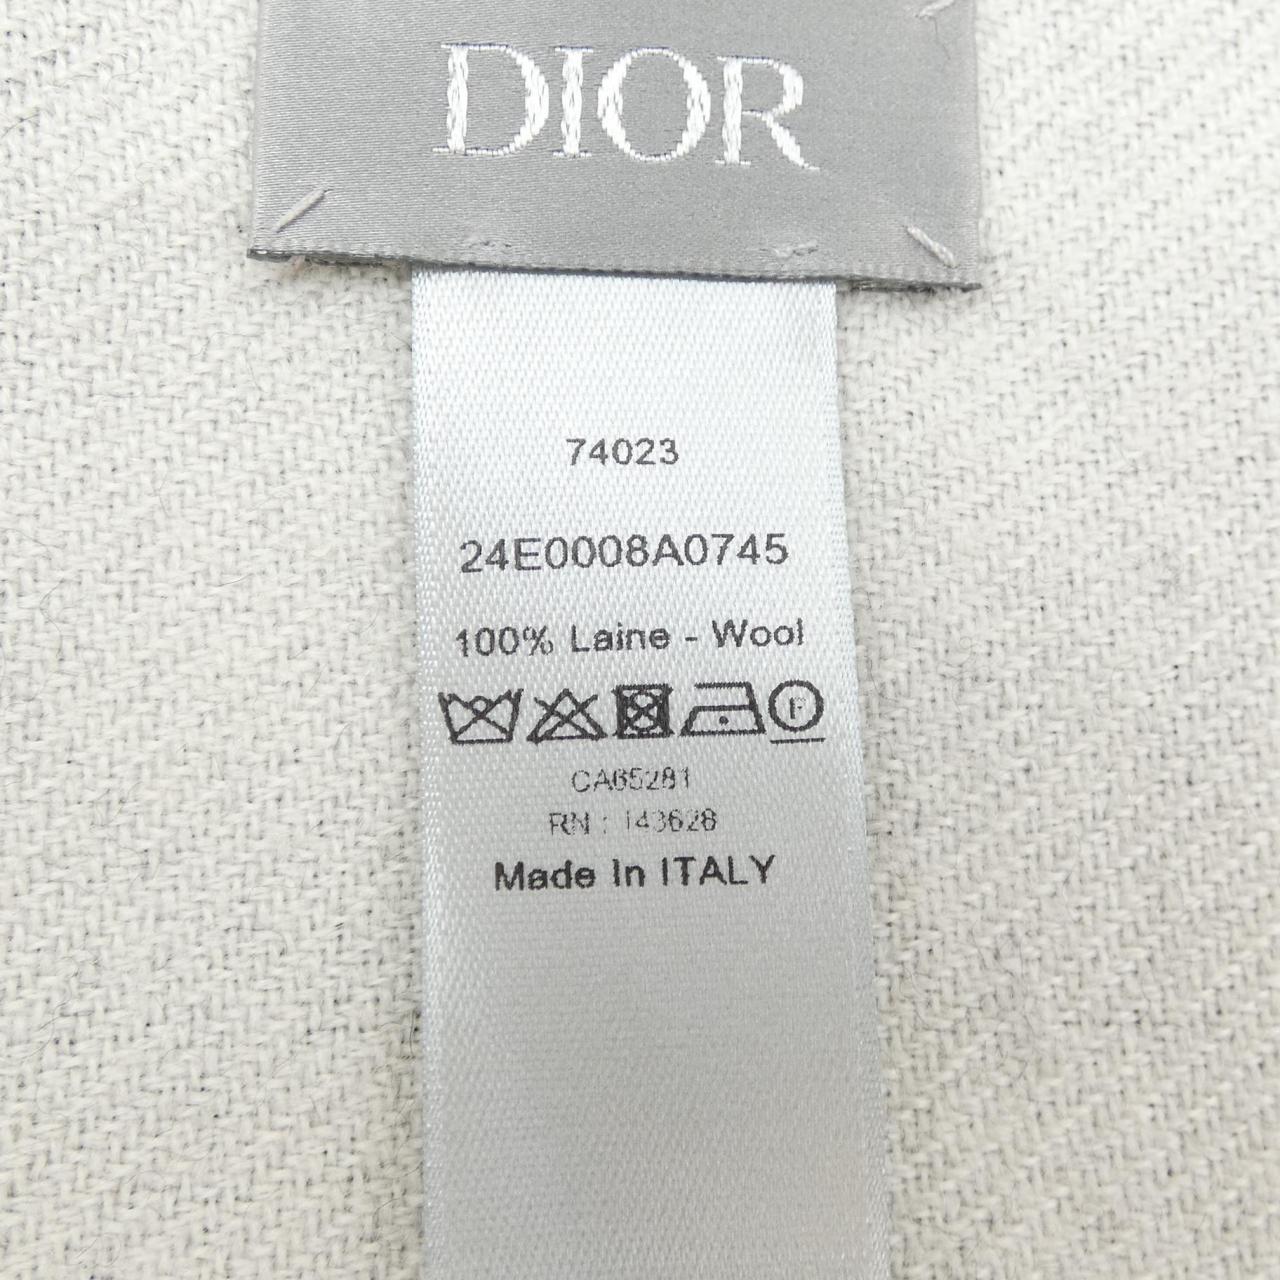 DIOR
74023
24E0008A0745
100% Laine - Wool
F
CA65281
RN : 143628
Made In ITALY